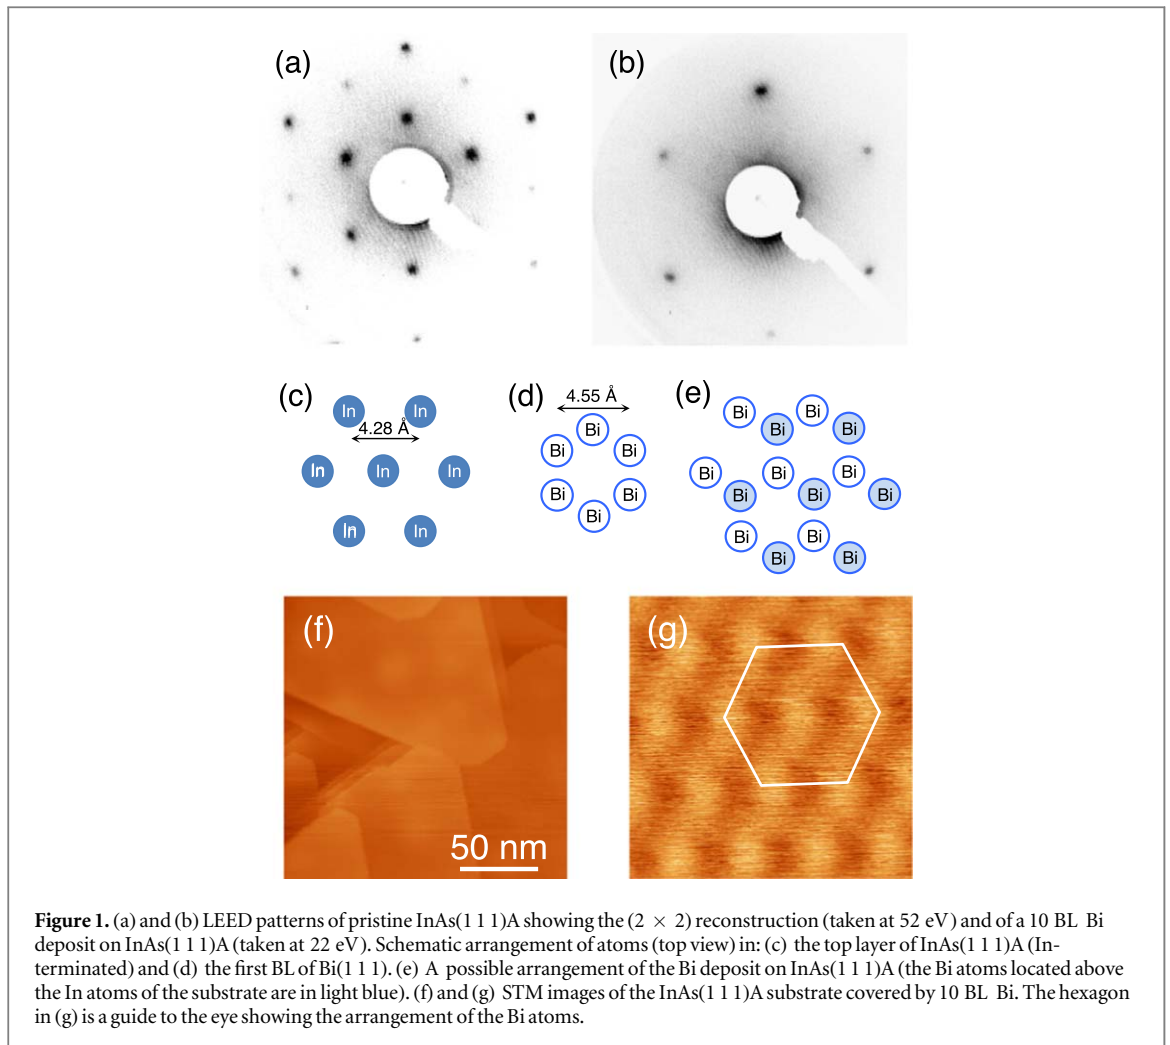 (a)
(b)
(c)
(d)
(e)
In In
4.28 Å
In In In
In In
4.55 Å
Bi
Bi Bi
Bi Bi
Bi
Bi Bi
Bi Bi
Bi Bi Bi
Bi Bi Bi
Bi Bi
Bi Bi
(f)
50 nm
(g)
Figure 1. (a) and (b) LEED patterns of pristine InAs(1 1 1)A showing the (2 × 2) reconstruction (taken at 52 eV) and of a 10 BL Bi
deposit on InAs(1 1 1)A (taken at 22 eV). Schematic arrangement of atoms (top view) in: (c) the top layer of InAs(1 1 1)A (In-
terminated) and (d) the first BL of Bi(1 1 1). (e) A possible arrangement of the Bi deposit on InAs(1 1 1)A (the Bi atoms located above
the In atoms of the substrate are in light blue). (f) and (g) STM images of the InAs(1 1 1)A substrate covered by 10 BL Bi. The hexagon
in (g) is a guide to the eye showing the arrangement of the Bi atoms.